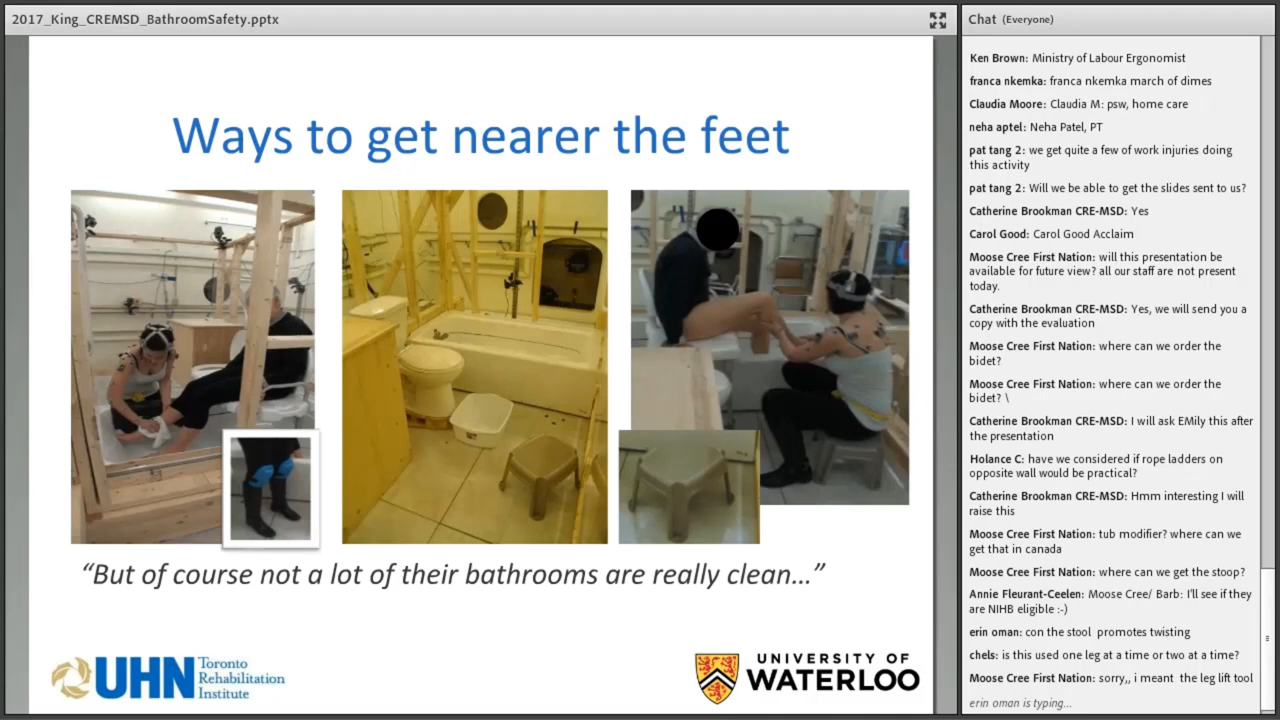 2017_King_CREMSD_BathroomSafety.pptx
Ways to get nearer the feet
“But of course not a lot of their bathrooms are really clean...”
UHN Toronto
Rehabilitation
Institute
UNIVERSITY OF
WATERLOO
Chat (Everyone)
Ken Brown: Ministry of Labour Ergonomist
franca nkemka: franca nkemka march of dimes
Claudia Moore: Claudia M: psw, home care
neha aptel: Neha Patel, PT
pat tang 2: we get quite a few of work injuries doing
this activity
pat tang 2: Will we be able to get the slides sent to us?
Catherine Brookman CRE-MSD: Yes
Carol Good: Carol Good Acclaim
Moose Cree First Nation: will this presentation be
available for future view? all our staff are not present
today.
Catherine Brookman CRE-MSD: Yes, we will send you a
copy with the evaluation
Moose Cree First Nation: where can we order the
bidet?
Moose Cree First Nation: where can we order the
bidet? \
Catherine Brookman CRE-MSD: I will ask EMily this after
the presentation
Holance C: have we considered if rope ladders on
opposite wall would be practical?
Catherine Brookman CRE-MSD: Hmm interesting I will
raise this
Moose Cree First Nation: tub modifier? where can we
get that in canada
Moose Cree First Nation: where can we get the stoop?
Annie Fleurant-Ceelen: Moose Cree/ Barb: I'll see if they
are NIHB eligible :-)
erin oman: con the stool promotes twisting
chels: is this used one leg at a time or two at a time?
Moose Cree First Nation: sorry,, i meant the leg lift tool
erin oman is typing...